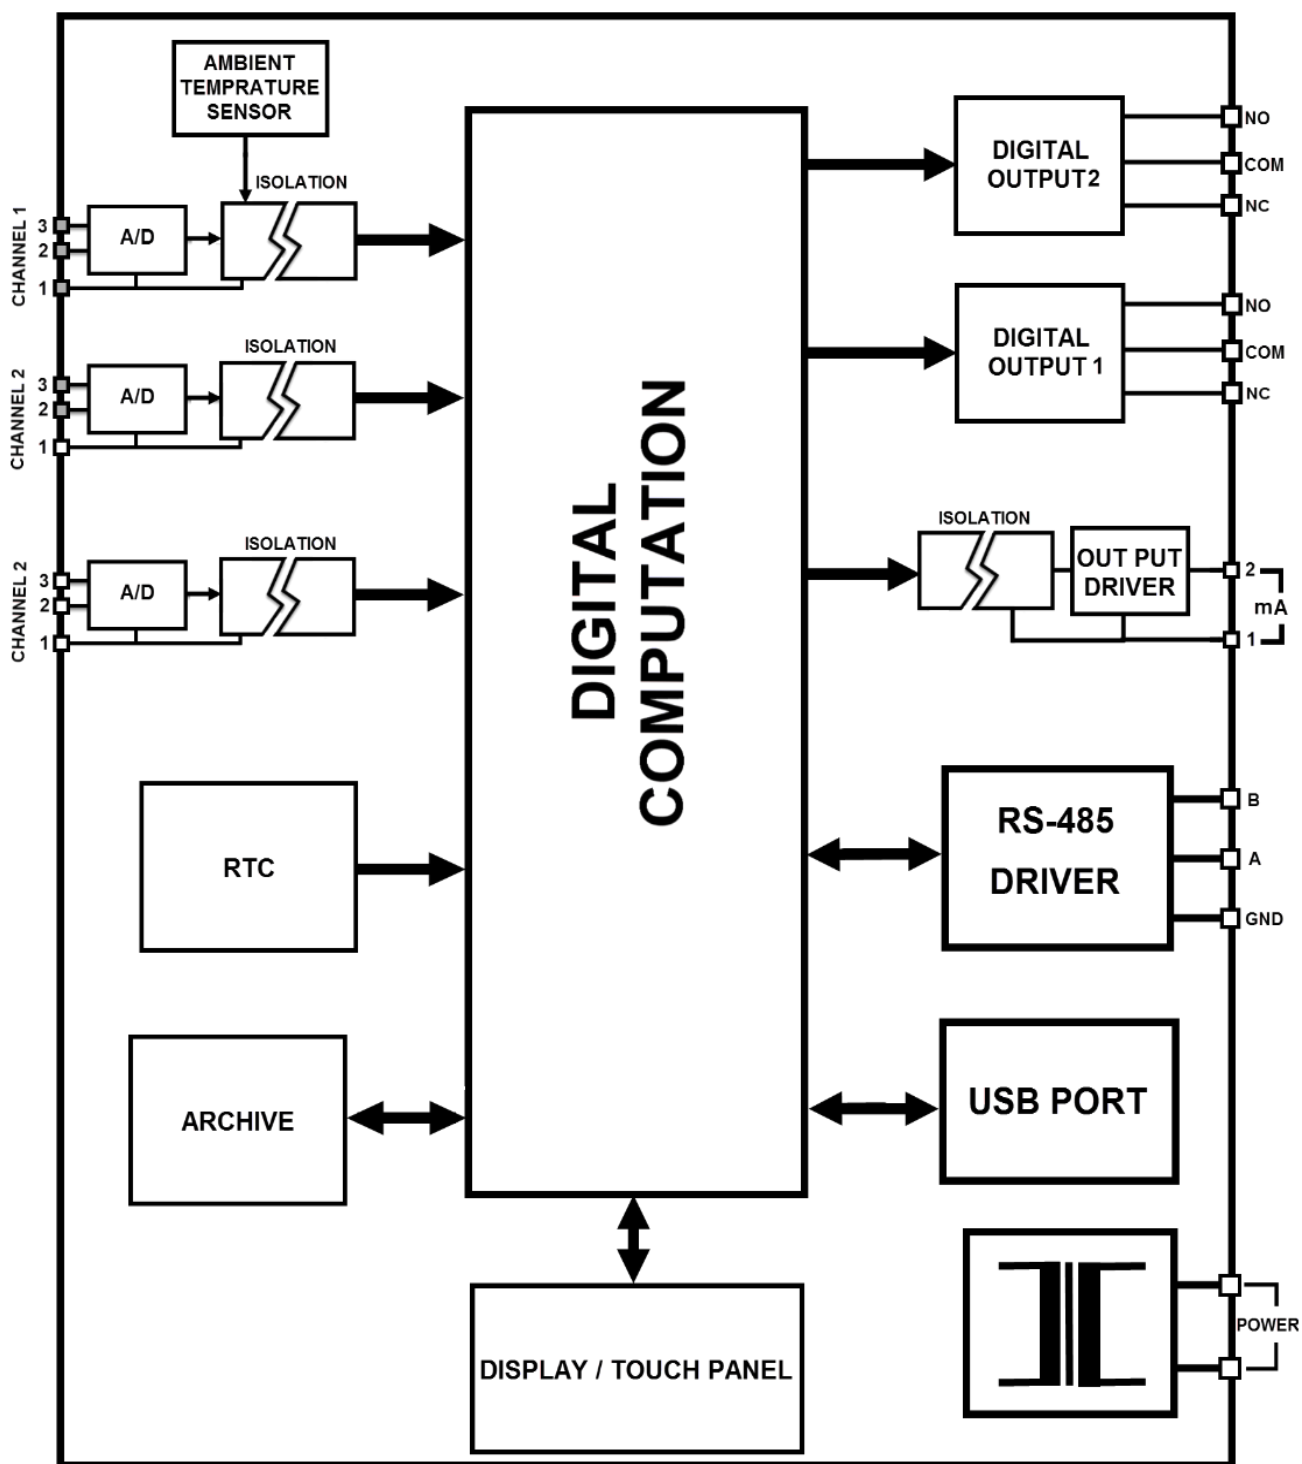 AMBIENT
TEMPRATURE
SENSOR
ISOLATION
CHANNEL 1
3
2
1
A/D
ISOLATION
CHANNEL 2
3
2
1
A/D
ISOLATION
CHANNEL 2
3
2
1
A/D
RTC
ARCHIVE
DIGITAL
COMPUTATION
DISPLAY / TOUCH PANEL
DIGITAL
OUTPUT2
NO
COM
NC
DIGITAL
OUTPUT 1
NO
COM
NC
ISOLATION
OUT PUT
DRIVER
2
mA
1
RS-485
DRIVER
B
A
GND
USB PORT
POWER